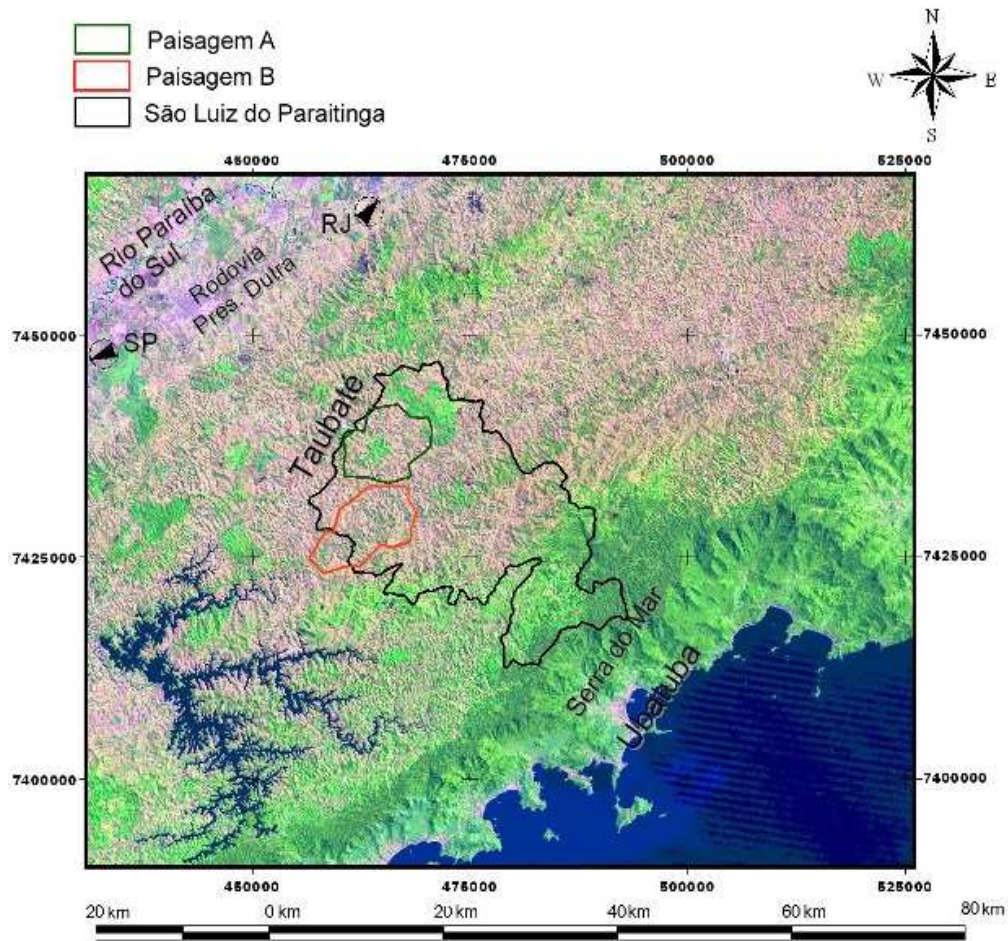 Paisagem A
Paisagem B
São Luiz do Paraitinga
N
W
E
S
450000
475000
500000
525000
Rio Paraíba
do Sul
Rodovia
Pres. Dutra
RJ
SP
7450000
7450000
Taubaté
7425000
7425000
Serra do Mar
Ubatuba
7400000
7400000
450000
475000
500000
525000
20 km
0 km
20 km
40 km
60 km
80 km